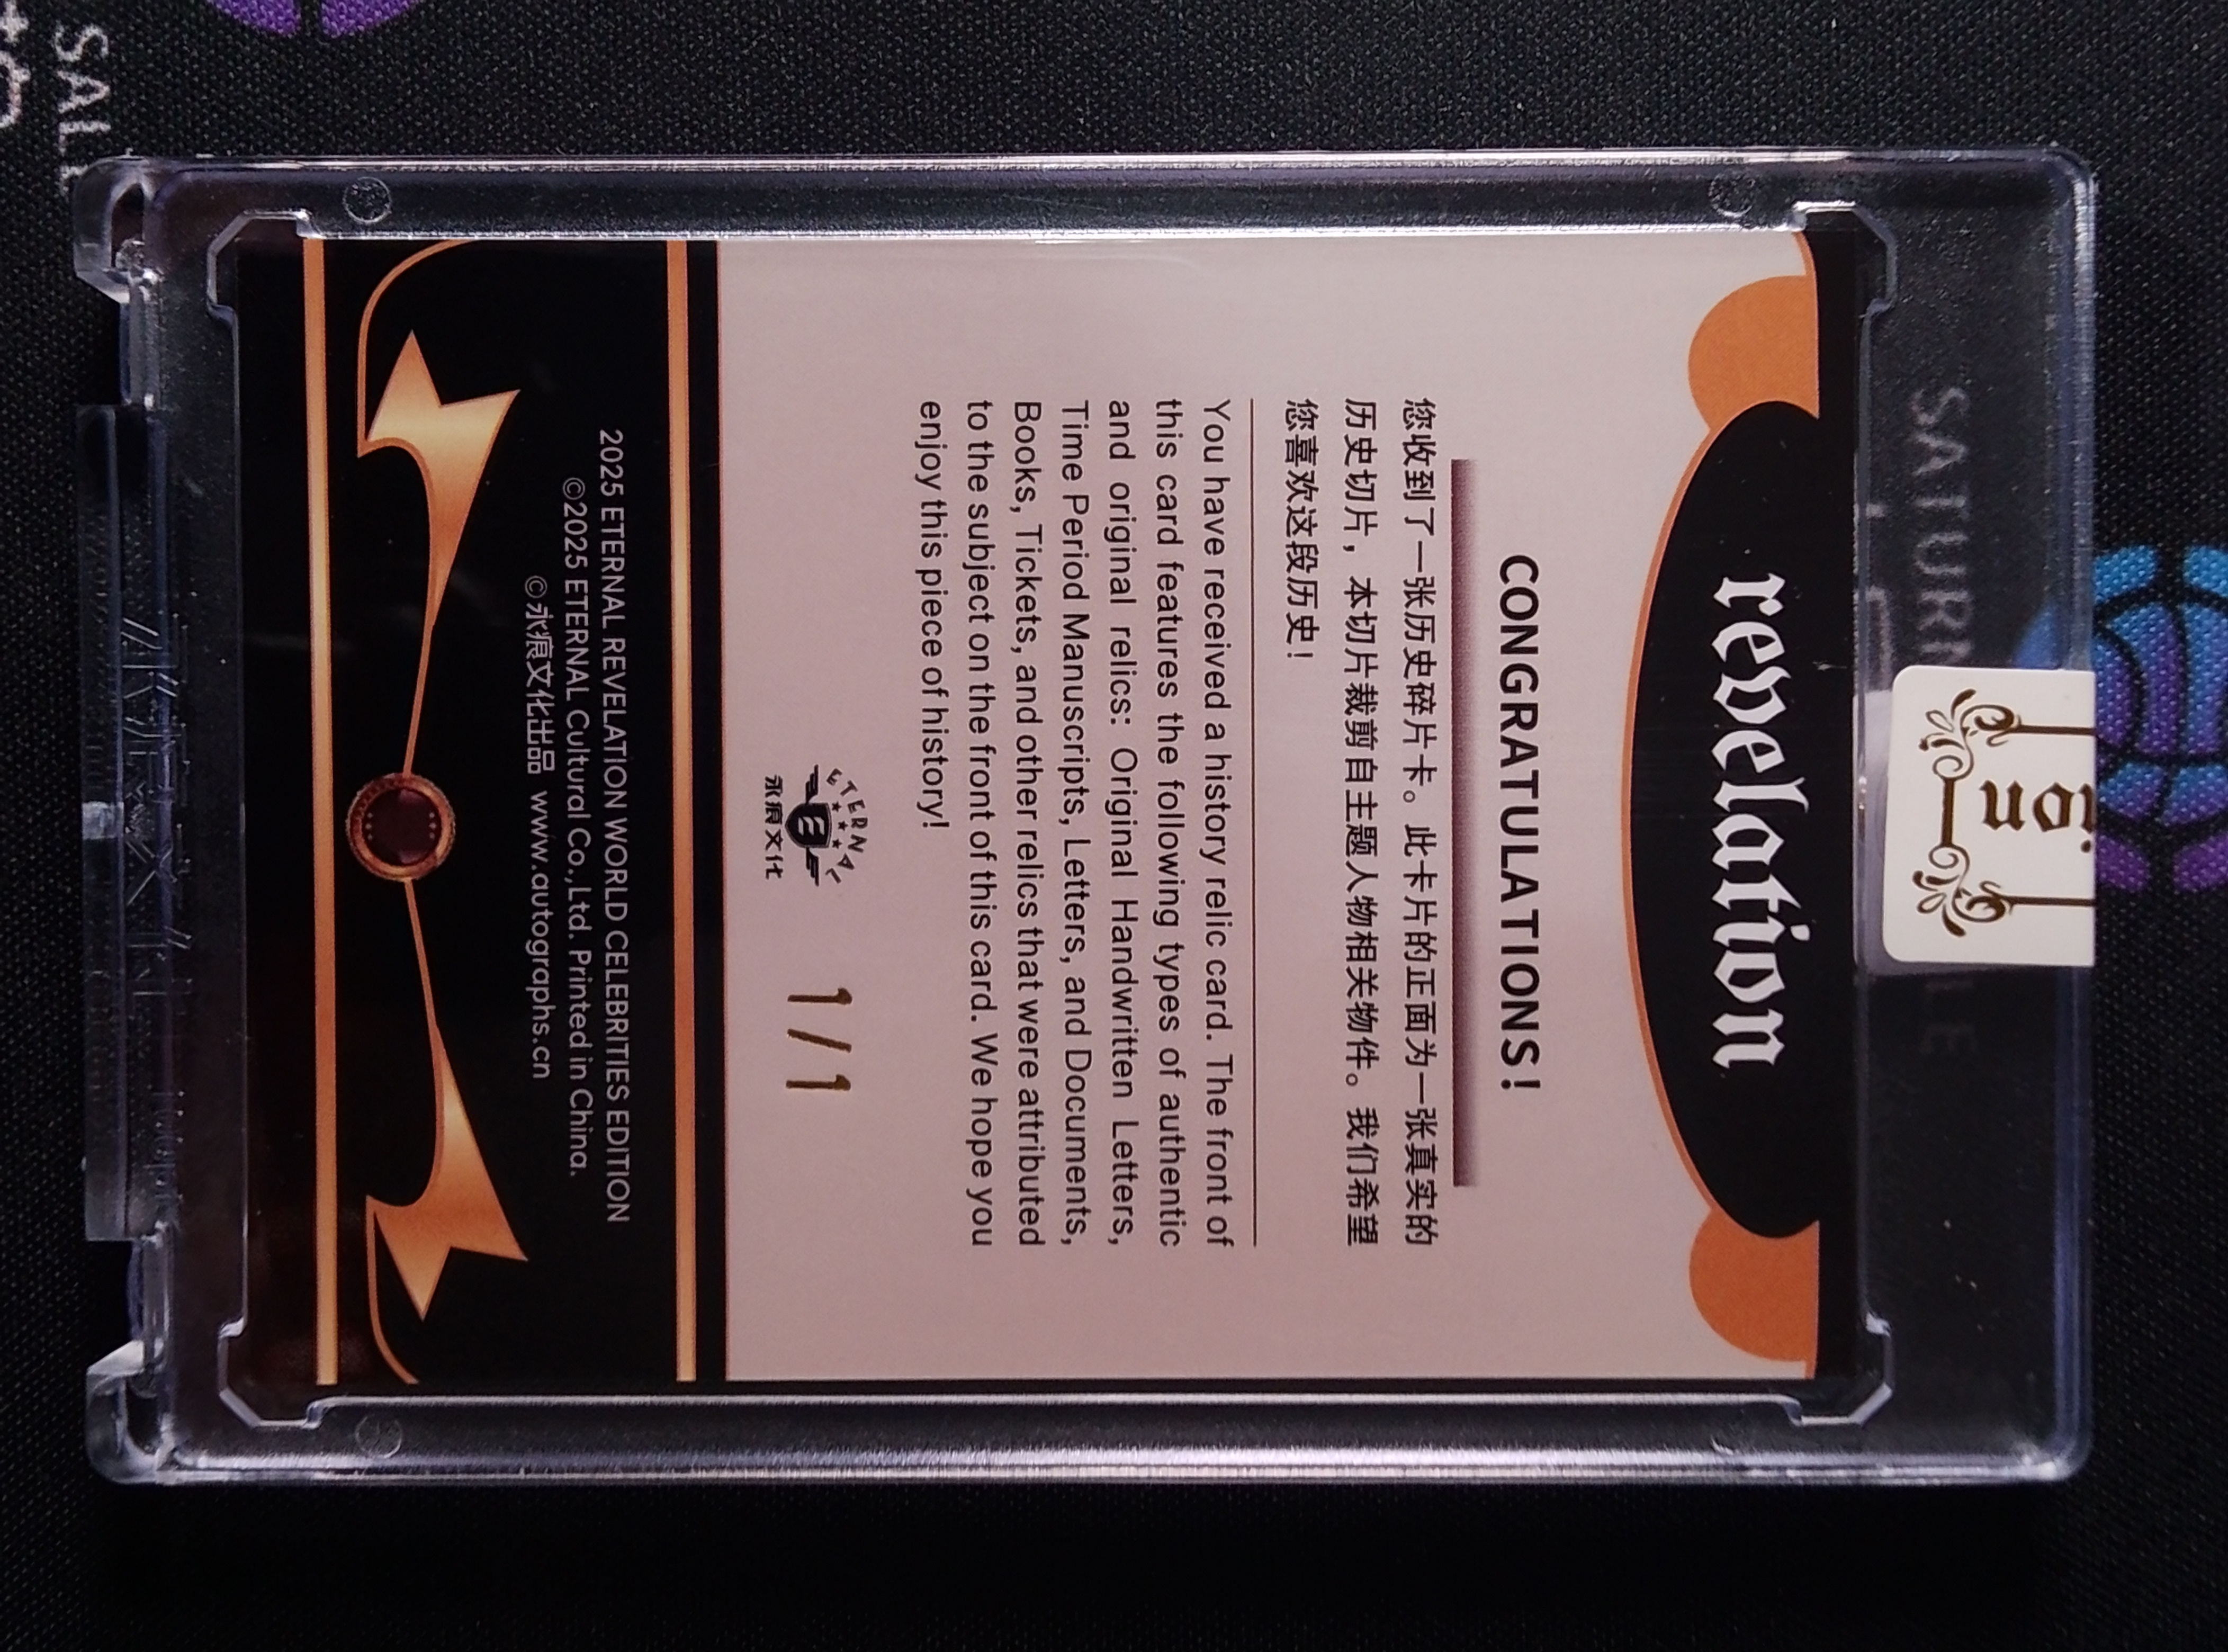 revelation
CONGRATULATIONS!
您收到了一张历史碎片卡。此卡片的正面为一张真实的
历史切片，本切片裁剪自主题人物相关物件。我们希望
您喜欢这段历史！
You have received a history relic card. The front of
this card features the following types of authentic
and original relics: Original Handwritten Letters,
Time Period Manuscripts, Letters, and Documents,
Books, Tickets, and other relics that were attributed
to the subject on the front of this card. We hope you
enjoy this piece of history!
ETERNAL
E
永痕文化
1/1
2025 ETERNAL REVELATION WORLD CELEBRITIES EDITION
©2025 ETERNAL Cultural Co.,Ltd. Printed in China.
©永痕文化出品 www.autographs.cn